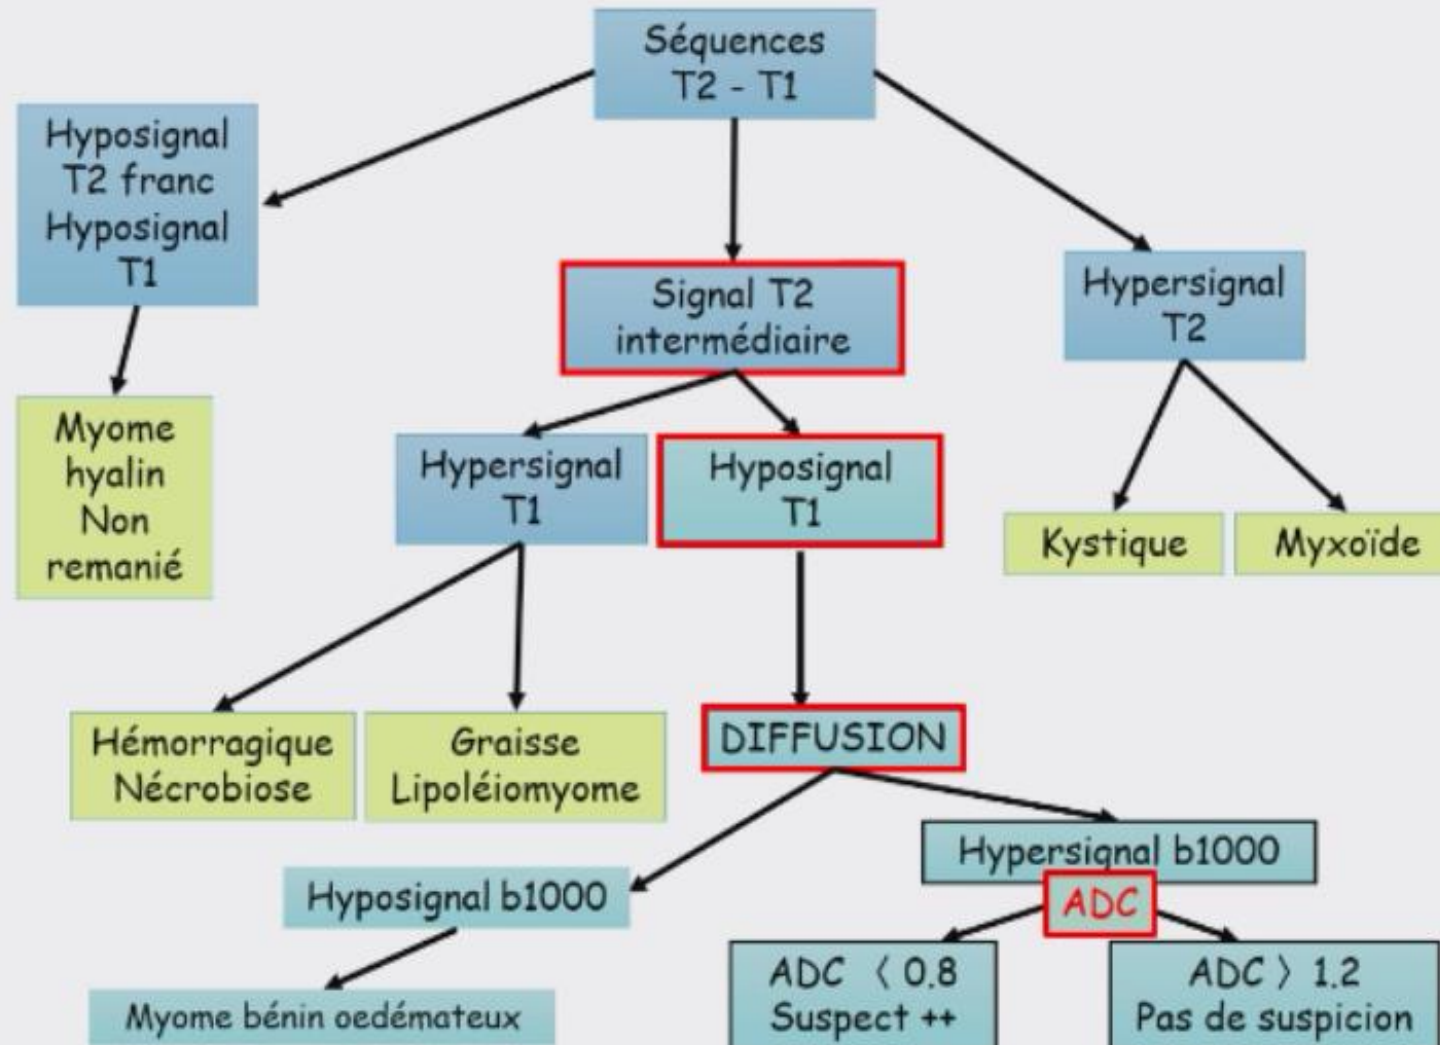 Séquences
T2 - T1
Hyposignal
T2 franc
Hyposignal
T1
Signal T2
intermédiaire
Hypersignal
T2
Myome
hyalin
Non
remanié
Hypersignal
T1
Hyposignal
T1
Kystique
Myxoïde
Hémorragique
Nécrobiose
Graisse
Lipoléiomyome
DIFFUSION
Hyposignal b1000
Hypersignal b1000
ADC
Myome bénin oedémateux
ADC 〈 0.8
Suspect ++
ADC 〉 1.2
Pas de suspicion